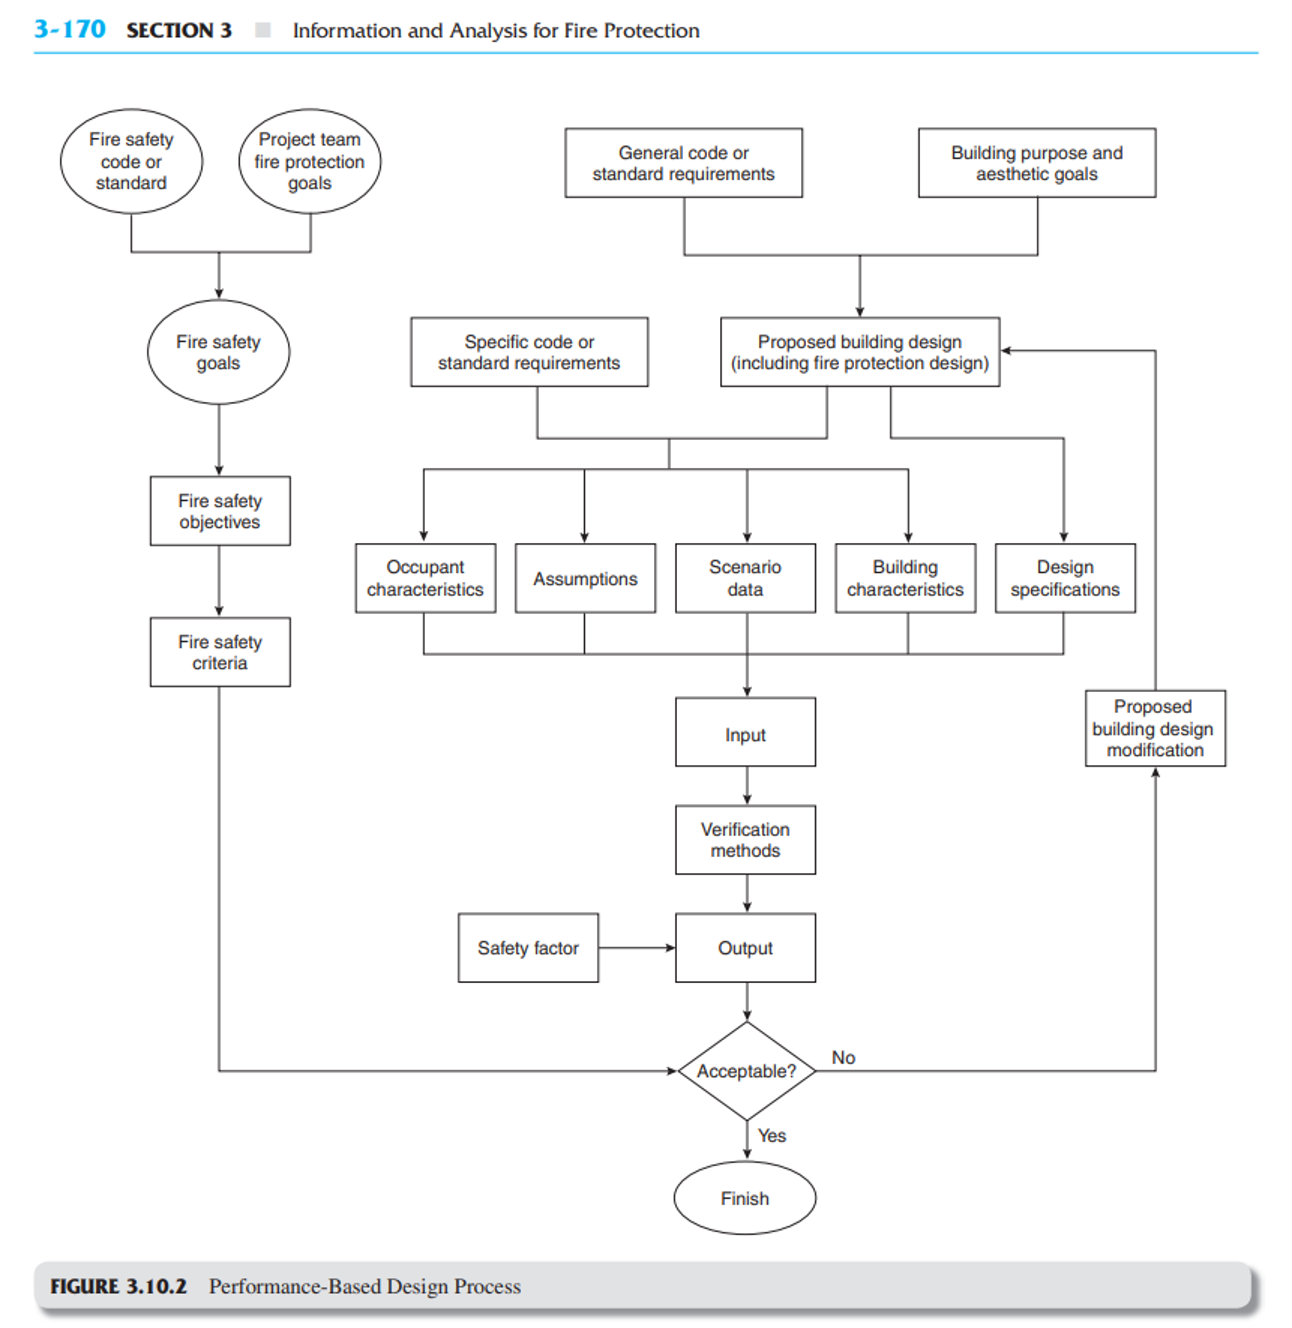 3-170 SECTION 3 Information and Analysis for Fire Protection
Fire safety
code or
standard
Project team
fire protection
goals
General code or
standard requirements
Building purpose and
aesthetic goals
Fire safety
goals
Specific code or
standard requirements
Proposed building design
(including fire protection design)
Fire safety
objectives
Occupant
characteristics
Assumptions
Scenario
data
Building
characteristics
Design
specifications
Fire safety
criteria
Input
Proposed
building design
modification
Verification
methods
Safety factor
Output
Acceptable?
No
Yes
Finish
FIGURE 3.10.2 Performance-Based Design Process